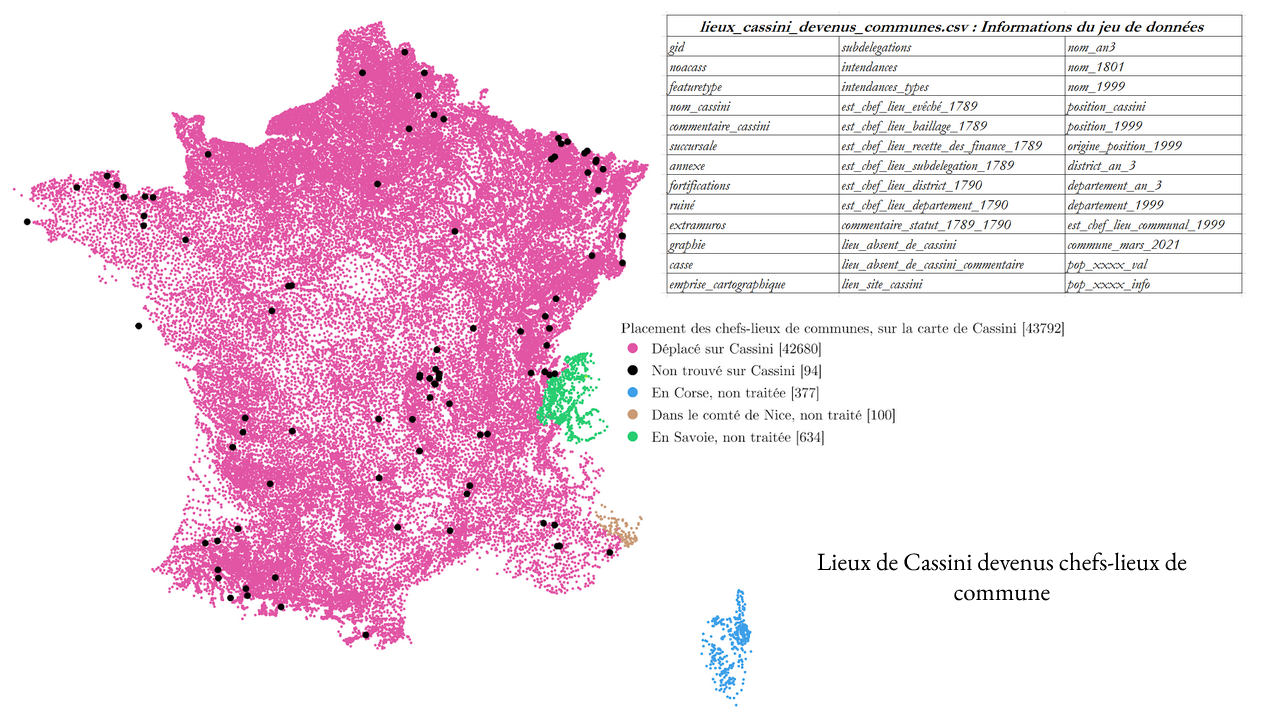 lieux_cassini_devenus_communes.csv : Informations du jeu de données
gid subdelegations nom_an3
noacass intendances nom_1801
featuretype intendances_types nom_1999
nom_cassini est_chef_lieu_evêché_1789 position_cassini
commentaire_cassini est_chef_lieu_baillage_1789 position_1999
succursale est_chef_lieu_recette_des_finance_1789 origine_position_1999
annexe est_chef_lieu_subdelegation_1789 district_an_3
fortifications est_chef_lieu_district_1790 departement_an_3
ruiné est_chef_lieu_departement_1790 departement_1999
extramuros commentaire_statut_1789_1790 est_chef_lieu_communal_1999
graphie lieu_absent_de_cassini commune_mars_2021
casse lieu_absent_de_cassini_commentaire pop_xxxx_val
emprise_cartographique lien_site_cassini pop_xxxx_info
Placement des chefs-lieux de communes, sur la carte de Cassini [43792]
Déplacé sur Cassini [42680]
Non trouvé sur Cassini [94]
En Corse, non traitée [377]
Dans le comté de Nice, non traité [100]
En Savoie, non traitée [634]
Lieux de Cassini devenus chefs-lieux de
commune